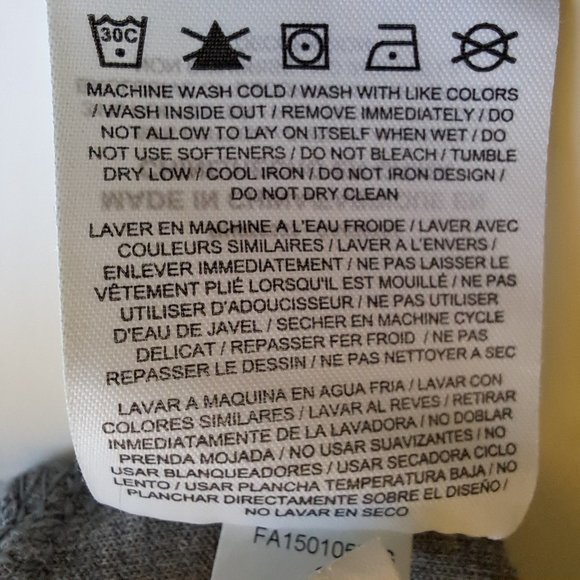 30C
MACHINE WASH COLD / WASH WITH LIKE COLORS
/ WASH INSIDE OUT / REMOVE IMMEDIATELY / DO
NOT ALLOW TO LAY ON ITSELF WHEN WET / DO
NOT USE SOFTENERS / DO NOT BLEACH / TUMBLE
DRY LOW / COOL IRON / DO NOT IRON DESIGN /
DO NOT DRY CLEAN
LAVER EN MACHINE A L'EAU FROIDE / LAVER AVEC
COULEURS SIMILAIRES / LAVER A L'ENVERS /
ENLEVER IMMEDIATEMENT / NE PAS LAISSER LE
VÊTEMENT PLIÉ LORSQU'IL EST MOUILLÉ / NE PAS
UTILISER D'ADOUCISSEUR / NE PAS UTILISER
D'EAU DE JAVEL / SECHER EN MACHINE CYCLE
DELICAT / REPASSER FER FROID / NE PAS
REPASSER LE DESSIN / NE PAS NETTOYER A SEC
LAVAR A MAQUINA EN AGUA FRIA / LAVAR CON
COLORES SIMILARES / LAVAR AL REVES / RETIRAR
INMEDIATAMENTE DE LA LAVADORA / NO DOBLAR
PRENDA MOJADA / NO USAR SUAVIZANTES / NO
USAR BLANQUEADORES / USAR SECADORA CICLO
LENTO / USAR PLANCHA TEMPERATURA BAJA / NO
PLANCHAR DIRECTAMENTE SOBRE EL DISEÑO /
NO LAVAR EN SECO